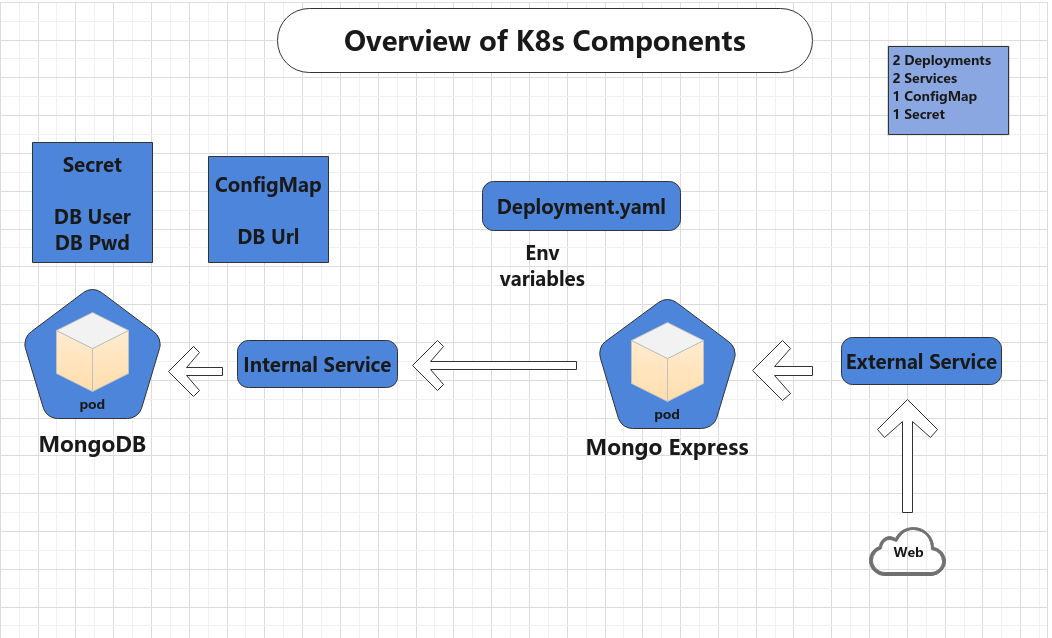 Overview of K8s Components
2 Deployments
2 Services
1 ConfigMap
1 Secret
Secret
DB User
DB Pwd
ConfigMap
DB Url
Deployment.yaml
Env
variables
pod
MongoDB
Internal Service
pod
Mongo Express
External Service
Web